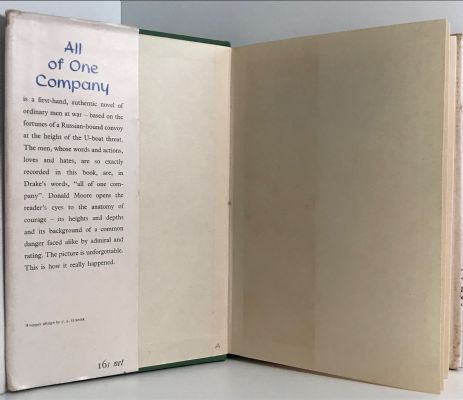 All
of One
Company
is a first-hand, authentic novel of
ordinary men at war – based on the
fortunes of a Russian-bound convoy
at the height of the U-boat threat.
The men, whose words and actions,
loves and hates, are so exactly
recorded in this book, are, in
Drake's words, "all of one com-
pany". Donald Moore opens the
reader's eyes to the anatomy of
courage – its heights and depths
and its background of a common
danger faced alike by admiral and
rating. The picture is unforgettable.
This is how it really happened.
Wrapper design by
16s net